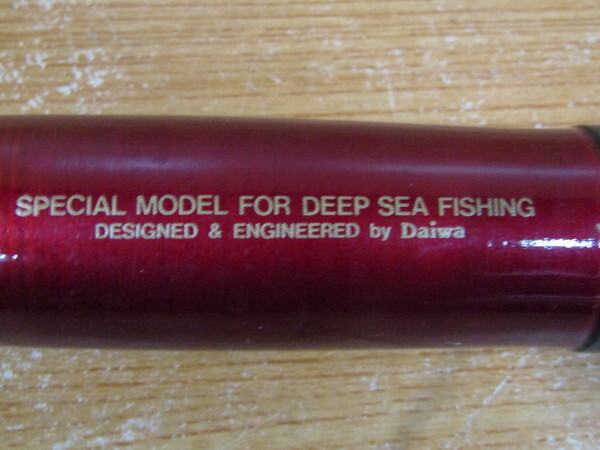 SPECIAL MODEL FOR DEEP SEA FISHING
DESIGNED & ENGINEERED by Daiwa